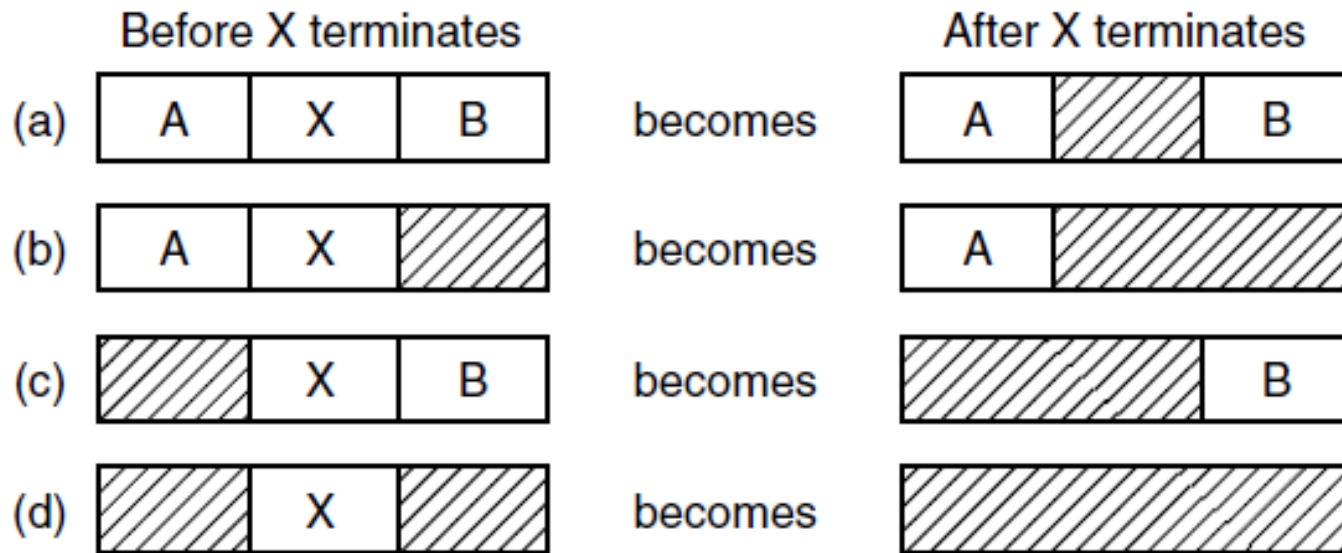 Before X terminates After X terminates
(a) A X B becomes A B
(b) A X becomes A
(c) X B becomes B
(d) X becomes